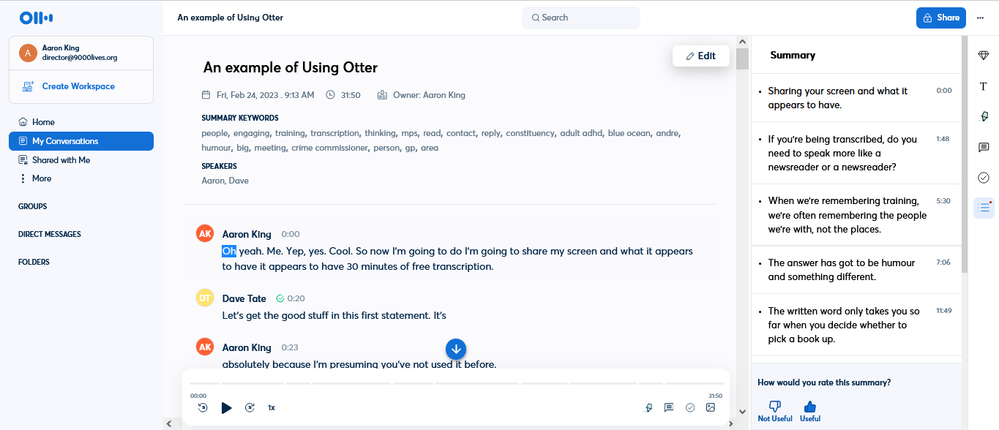 An example of Using Otter
Search
Share
A
Aaron King
director@9000lives.org
Create Workspace
Home
My Conversations
Shared with Me
More
GROUPS
DIRECT MESSAGES
FOLDERS
Edit
An example of Using Otter
Fri, Feb 24, 2023 . 9:13 AM 31:50 Owner: Aaron King
SUMMARY KEYWORDS
people, engaging, training, transcription, thinking, mps, read, contact, reply, constituency, adult adhd, blue ocean, andre,
humour, big, meeting, crime commissioner, person, gp, area
SPEAKERS
Aaron, Dave
AK Aaron King 0:00
Oh yeah. Me. Yep, yes. Cool. So now I'm going to do I'm going to share my screen and what it appears
to have it appears to have 30 minutes of free transcription.
DT Dave Tate 0:20
Let's get the good stuff in this first statement. It's
AK Aaron King 0:23
absolutely because I'm presuming you've not used it before.
00:00 31:50
5 5 1x
Summary
• Sharing your screen and what it 0:00
appears to have.
• If you're being transcribed, do you 1:48
need to speak more like a
newsreader or a newsreader?
• When we're remembering training, 5:30
we're often remembering the people
we're with, not the places.
• The answer has got to be humour 7:06
and something different.
• The written word only takes you so 11:49
far when you decide whether to
pick a book up.
How would you rate this summary?
Not Useful Useful
T